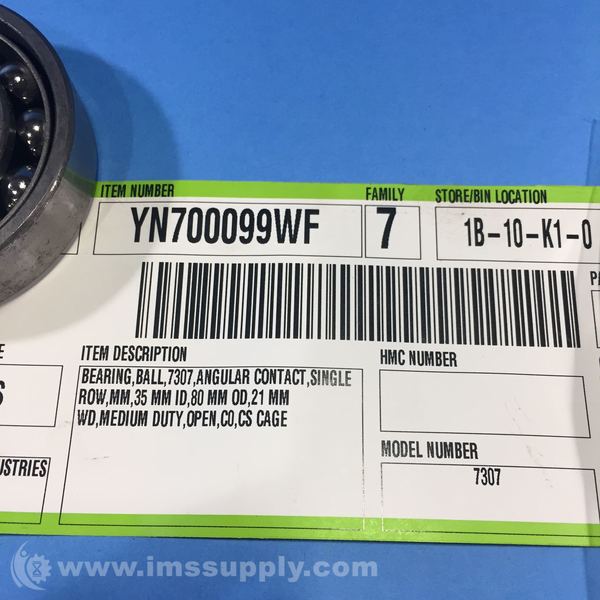 ITEM NUMBER
FAMILY
STORE/BIN LOCATION
YN700099WF
7
1B-10-K1-0
ITEM DESCRIPTION
BEARING,BALL,7307,ANGULAR CONTACT,SINGLE
ROW,MM,35 MM ID,80 MM OD,21 MM
WD,MEDIUM DUTY,OPEN,C0,CS CAGE
HMC NUMBER
MODEL NUMBER
7307
USTRIES
www.imssupply.com